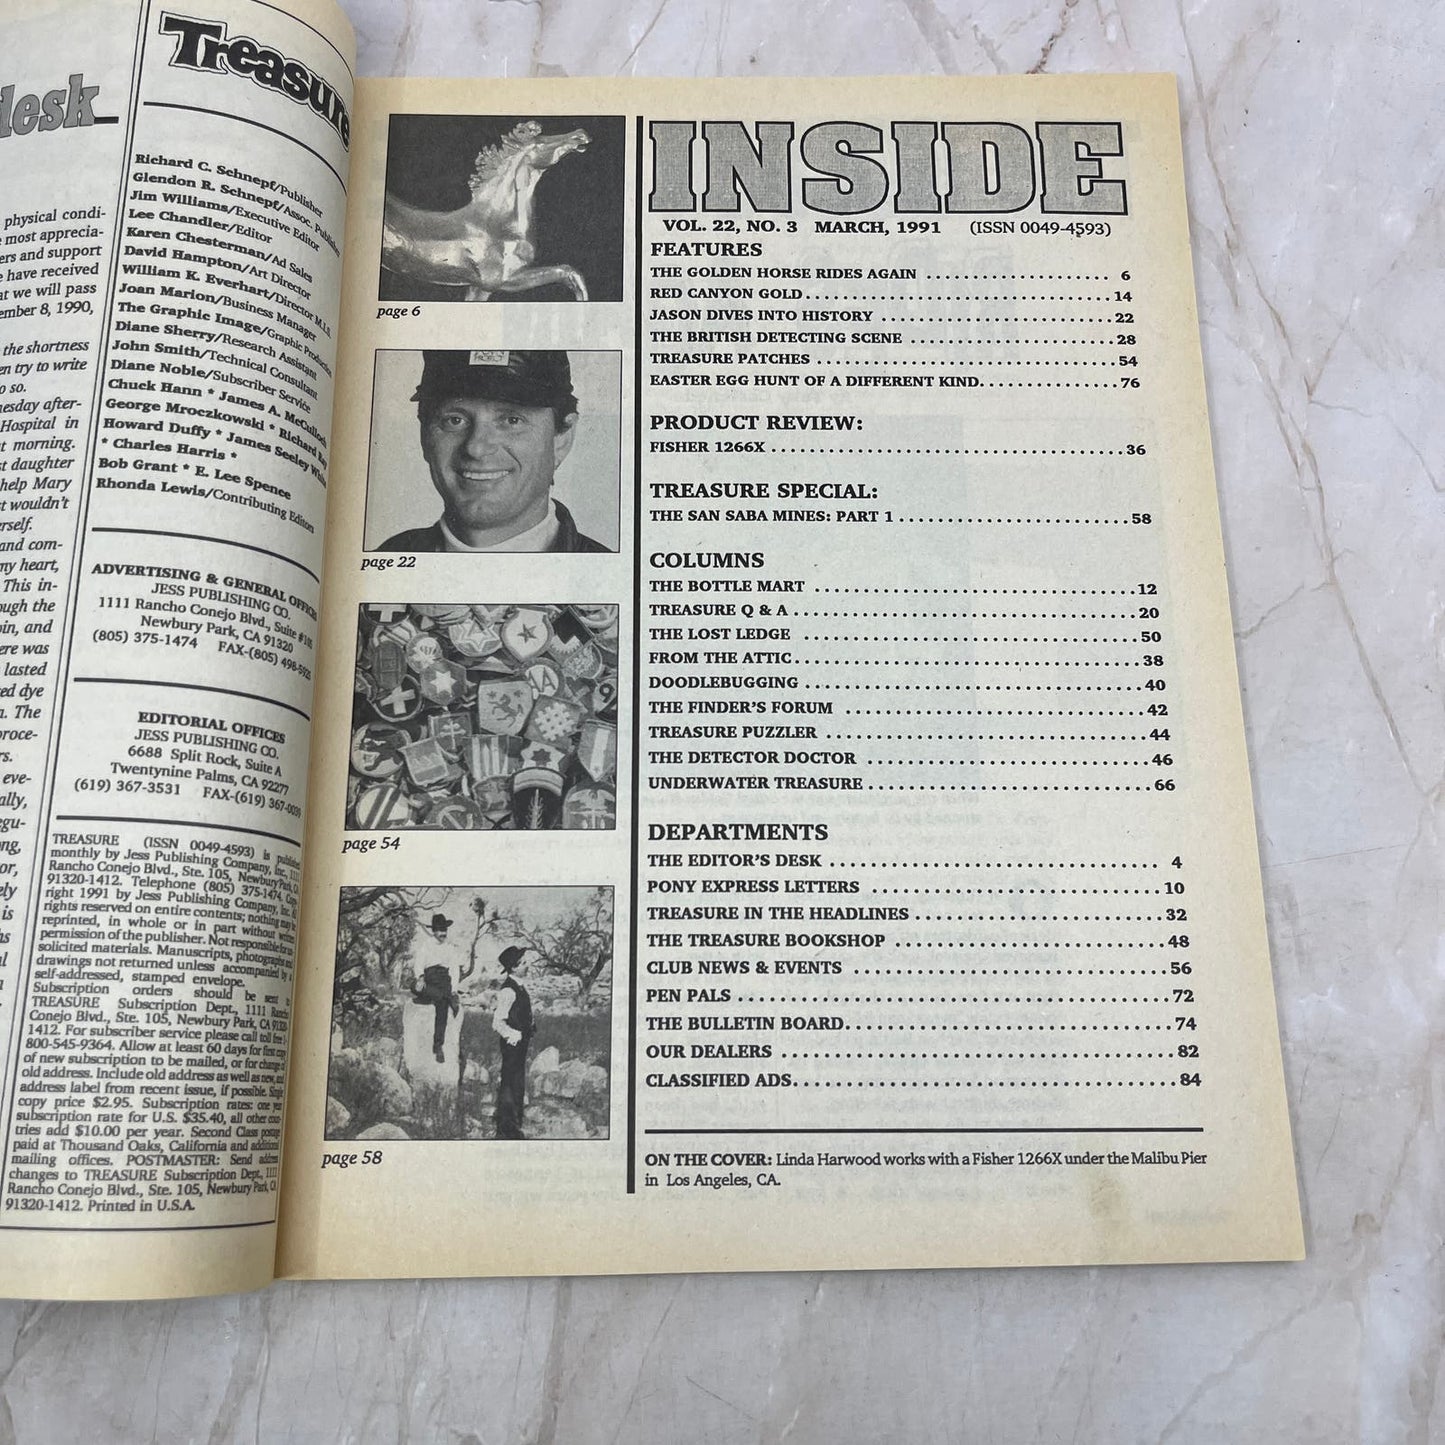 desk
physical condi-
most apprecia-
ers and support
have received
at we will pass
ember 8, 1990,
the shortness
en try to write
o so.
nesday after-
Hospital in
t morning.
st daughter
help Mary
t wouldn't
erself.
and com-
my heart,
This in-
ough the
oin, and
ere was
lasted
ed dye
n. The
proce-
rs.
eve-
ally,
egu-
ong,
or,
ely
is
Treasure
Richard C. Schnepf/Publisher
Glendon R. Schnepf/Assoc. Publisher
Jim Williams/Executive Editor
Lee Chandler/Editor
Karen Chesterman/Ad Sales
David Hampton/Art Director
William K. Everhart/Director M.I.S.
Joan Marion/Business Manager
The Graphic Image/Graphic Production
Diane Sherry/Research Assistant
John Smith/Technical Consultant
Diane Noble/Subscriber Service
Chuck Hann * James A. McCulloch
George Mroczkowski * Richard Ray
Howard Duffy * James Seeley White
* Charles Harris *
Bob Grant * E. Lee Spence
Rhonda Lewis/Contributing Editors
ADVERTISING & GENERAL OFFICES
JESS PUBLISHING CO.
1111 Rancho Conejo Blvd., Suite #105
Newbury Park, CA 91320
(805) 375-1474 FAX-(805) 498-5925
EDITORIAL OFFICES
JESS PUBLISHING CO.
6688 Split Rock, Suite A
Twentynine Palms, CA 92277
(619) 367-3531 FAX-(619) 367-0039
TREASURE (ISSN 0049-4593) is published
monthly by Jess Publishing Company, Inc., 1111
Rancho Conejo Blvd., Ste. 105, Newbury Park, CA
91320-1412. Telephone (805) 375-1474. Copy-
right 1991 by Jess Publishing Company, Inc. All
rights reserved on entire contents; nothing may be
reprinted, in whole or in part without written
permission of the publisher. Not responsible for un-
solicited materials. Manuscripts, photographs and
drawings not returned unless accompanied by a
self-addressed, stamped envelope.
Subscription orders should be sent to
TREASURE Subscription Dept., 1111 Rancho
Conejo Blvd., Ste. 105, Newbury Park, CA 91320-
1412. For subscriber service please call toll free 1-
800-545-9364. Allow at least 60 days for first copy
of new subscription to be mailed, or for change of
old address. Include old address as well as new, and
address label from recent issue, if possible. Single
copy price $2.95. Subscription rates: one year
subscription rate for U.S. $35.40, all other coun-
tries add $10.00 per year. Second Class postage
paid at Thousand Oaks, California and additional
mailing offices. POSTMASTER: Send address
changes to TREASURE Subscription Dept., 1111
Rancho Conejo Blvd., Ste. 105, Newbury Park, CA
91320-1412. Printed in U.S.A.
page 6
page 22
page 54
page 58
INSIDE
VOL. 22, NO. 3 MARCH, 1991 (ISSN 0049-4593)
FEATURES
THE GOLDEN HORSE RIDES AGAIN ........ 6
RED CANYON GOLD ........ 14
JASON DIVES INTO HISTORY ........ 22
THE BRITISH DETECTING SCENE ........ 28
TREASURE PATCHES ........ 54
EASTER EGG HUNT OF A DIFFERENT KIND ........ 76
PRODUCT REVIEW:
FISHER 1266X ........ 36
TREASURE SPECIAL:
THE SAN SABA MINES: PART 1 ........ 58
COLUMNS
THE BOTTLE MART ........ 12
TREASURE Q & A ........ 20
THE LOST LEDGE ........ 50
FROM THE ATTIC ........ 38
DOODLEBUGGING ........ 40
THE FINDER'S FORUM ........ 42
TREASURE PUZZLER ........ 44
THE DETECTOR DOCTOR ........ 46
UNDERWATER TREASURE ........ 66
DEPARTMENTS
THE EDITOR'S DESK ........ 4
PONY EXPRESS LETTERS ........ 10
TREASURE IN THE HEADLINES ........ 32
THE TREASURE BOOKSHOP ........ 48
CLUB NEWS & EVENTS ........ 56
PEN PALS ........ 72
THE BULLETIN BOARD ........ 74
OUR DEALERS ........ 82
CLASSIFIED ADS ........ 84
ON THE COVER: Linda Harwood works with a Fisher 1266X under the Malibu Pier
in Los Angeles, CA.